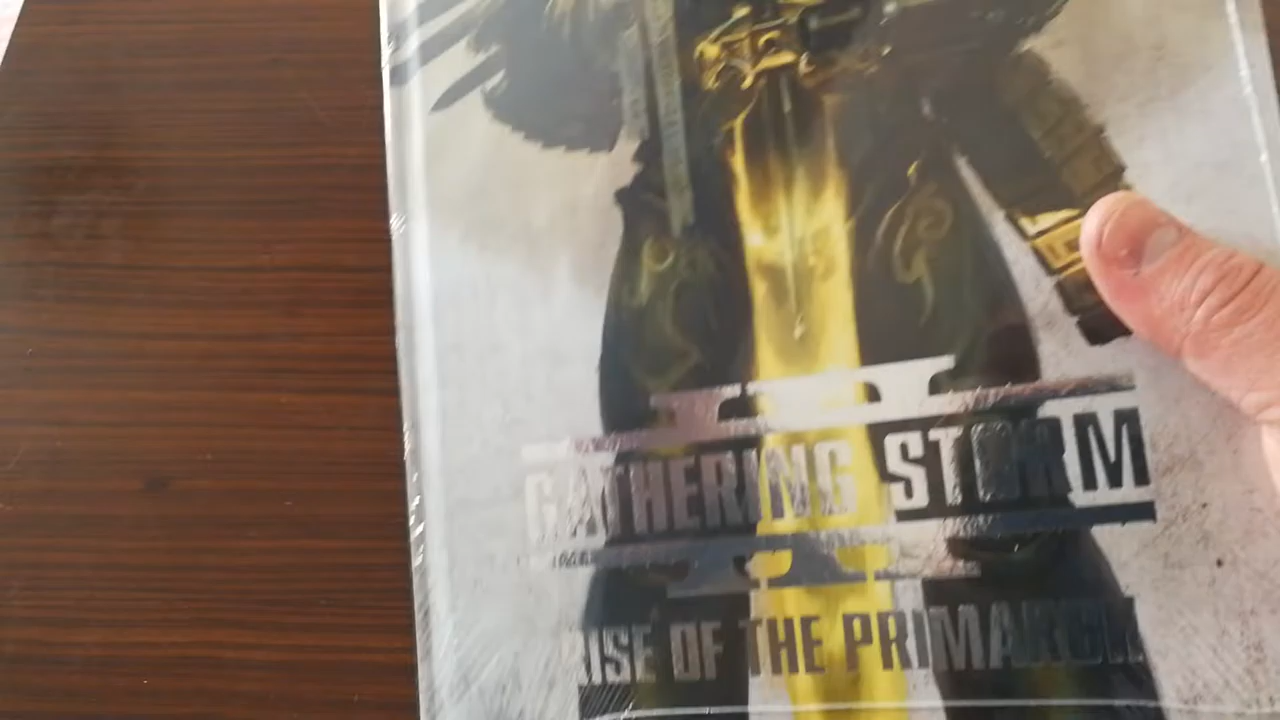 GATHERING STORM
RISE OF THE PRIMARCH